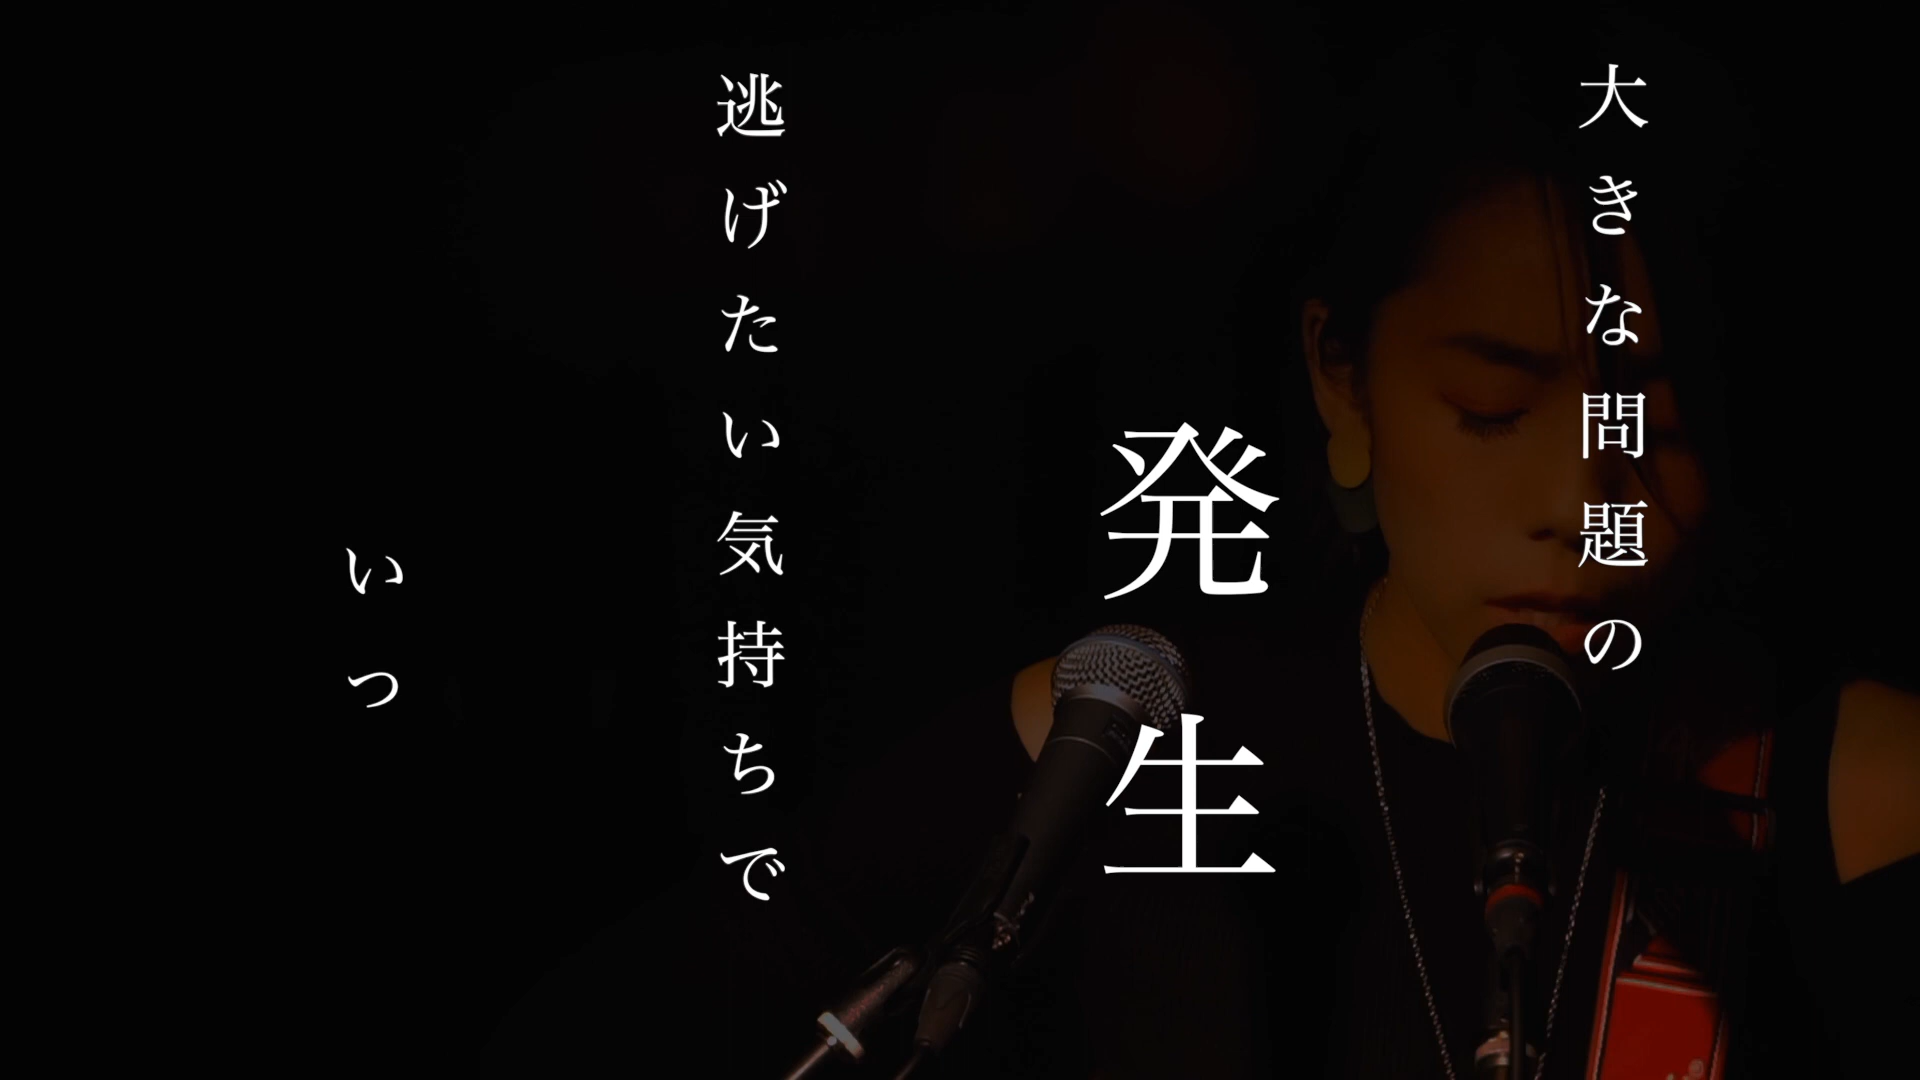 大きな問題の
発生
逃げたい気持ちで
いっ